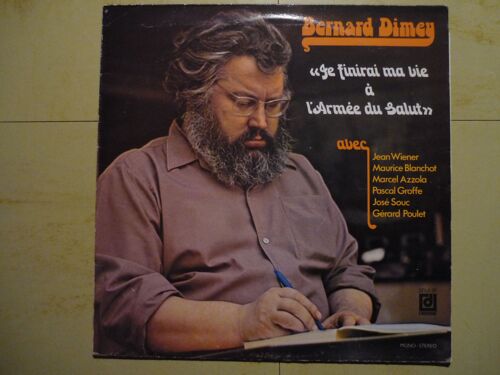 Bernard Dimey
«Je finirai ma vie
à
l'Armée du Salut»
avec
Jean Wiener
Maurice Blanchot
Marcel Azzola
Pascal Groffe
José Souc
Gérard Poulet
d
MONO - STEREO